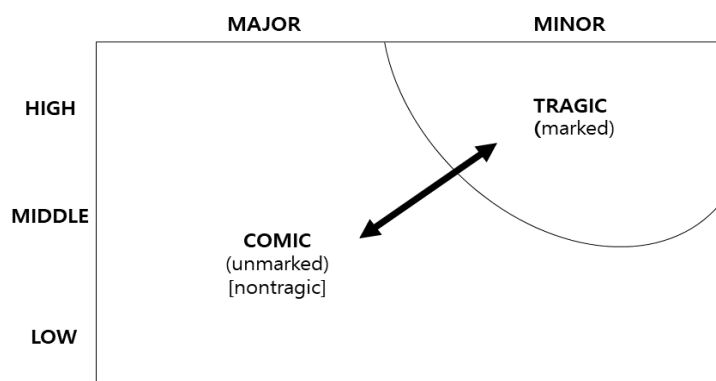 MAJOR MINOR
HIGH
TRAGIC
(marked)
MIDDLE
COMIC
(unmarked)
[nontragic]
LOW